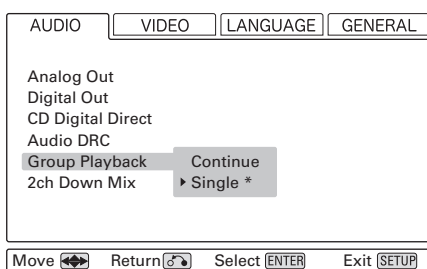 AUDIO VIDEO LANGUAGE GENERAL
Analog Out
Digital Out
CD Digital Direct
Audio DRC
Group Playback Continue
2ch Down Mix Single *
Move Return Select ENTER Exit SETUP